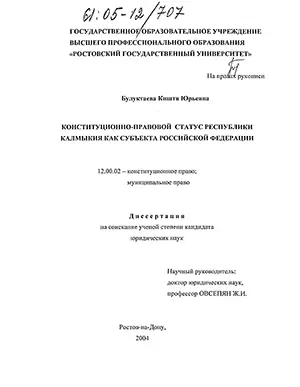 61:05-12/707
ГОСУДАРСТВЕННОЕ ОБРАЗОВАТЕЛЬНОЕ УЧРЕЖДЕНИЕ
ВЫСШЕГО ПРОФЕССИОНАЛЬНОГО ОБРАЗОВАНИЯ
«РОСТОВСКИЙ ГОСУДАРСТВЕННЫЙ УНИВЕРСИТЕТ»
На правах рукописи
Булуктаева Киштя Юрьевна
КОНСТИТУЦИОННО-ПРАВОВОЙ СТАТУС РЕСПУБЛИКИ
КАЛМЫКИЯ КАК СУБЪЕКТА РОССИЙСКОЙ ФЕДЕРАЦИИ
12.00.02 – конституционное право;
муниципальное право
Диссертация
на соискание ученой степени кандидата
юридических наук
Научный руководитель:
доктор юридических наук,
профессор ОВСЕПЯН Ж.И.
Ростов-на-Дону,
2004